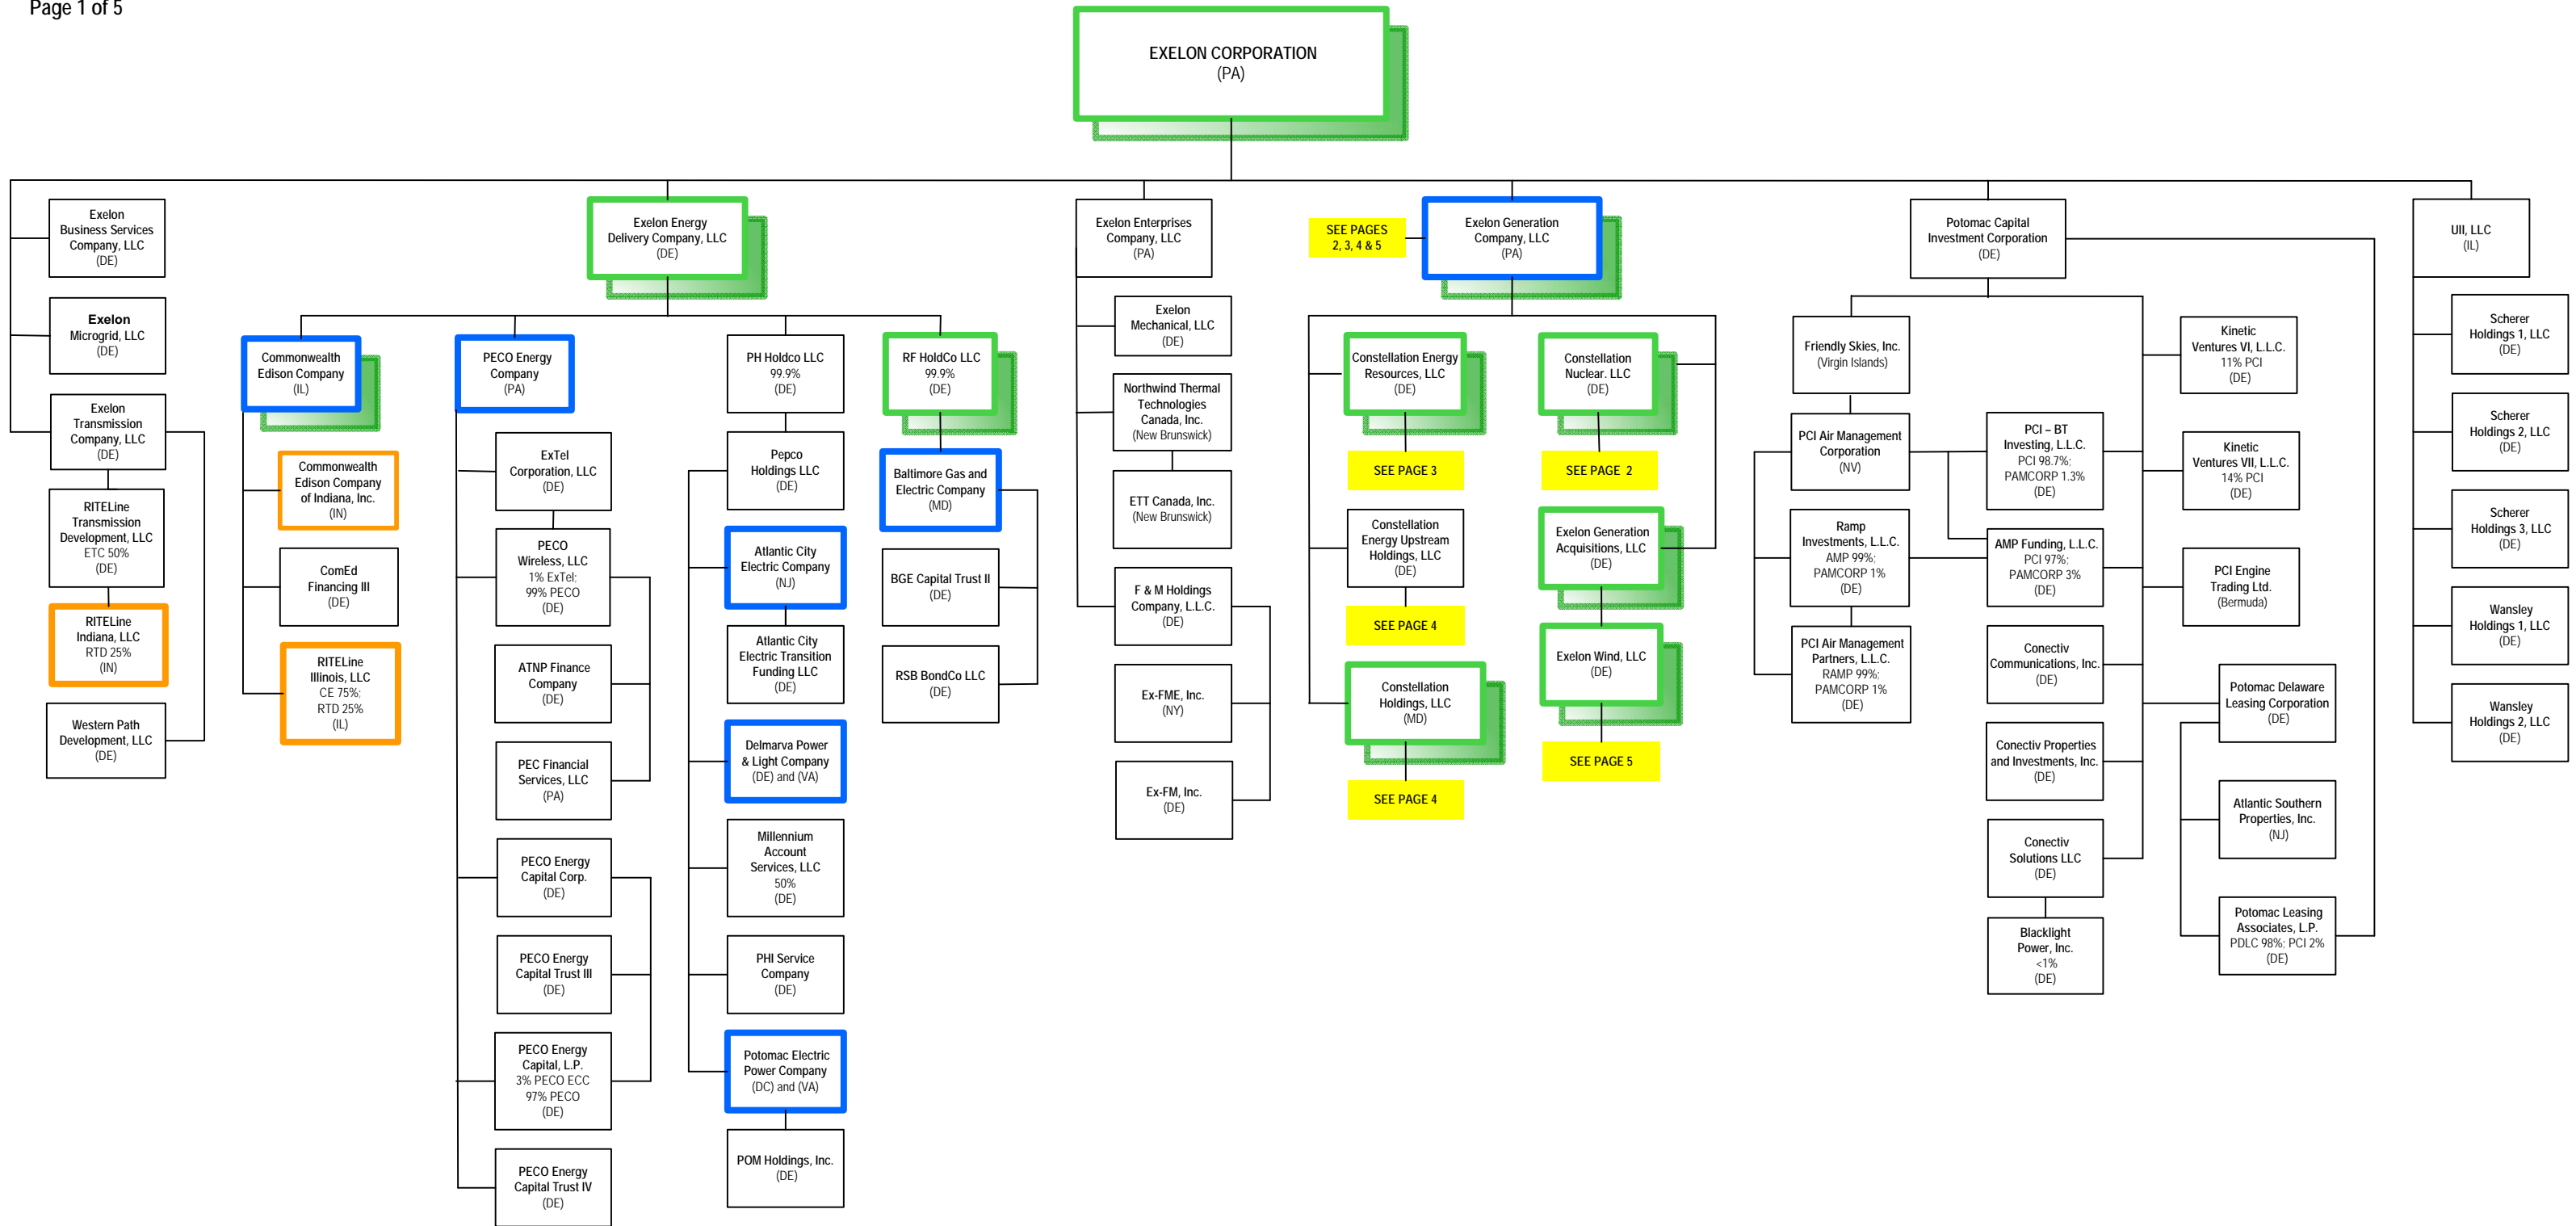 Page 1 of 5
EXELON CORPORATION
(PA)
Exelon
Business Services
Company, LLC
(DE)
Exelon
Microgrid, LLC
(DE)
Exelon
Transmission
Company, LLC
(DE)
RITELine
Transmission
Development, LLC
ETC 50%
(DE)
RITELine
Indiana, LLC
RTD 25%
(IN)
Western Path
Development, LLC
(DE)
Exelon Energy
Delivery Company, LLC
(DE)
Commonwealth
Edison Company
(IL)
Commonwealth
Edison Company
of Indiana, Inc.
(IN)
ComEd
Financing III
(DE)
RITELine
Illinois, LLC
CE 75%;
RTD 25%
(IL)
PECO Energy
Company
(PA)
ExTel
Corporation, LLC
(DE)
PECO
Wireless, LLC
1% ExTel;
99% PECO
(DE)
ATNP Finance
Company
(DE)
PEC Financial
Services, LLC
(PA)
PECO Energy
Capital Corp.
(DE)
PECO Energy
Capital Trust III
(DE)
PECO Energy
Capital, L.P.
3% PECO ECC
97% PECO
(DE)
PECO Energy
Capital Trust IV
(DE)
PH Holdco LLC
99.9%
(DE)
Pepco
Holdings LLC
(DE)
Atlantic City
Electric Company
(NJ)
Atlantic City
Electric Transition
Funding LLC
(DE)
Delmarva Power
& Light Company
(DE) and (VA)
Millennium
Account
Services, LLC
50%
(DE)
PHI Service
Company
(DE)
Potomac Electric
Power Company
(DC) and (VA)
POM Holdings, Inc.
(DE)
RF HoldCo LLC
99.9%
(DE)
Baltimore Gas and
Electric Company
(MD)
BGE Capital Trust II
(DE)
RSB BondCo LLC
(DE)
Exelon Enterprises
Company, LLC
(PA)
Exelon
Mechanical, LLC
(DE)
Northwind Thermal
Technologies
Canada, Inc.
(New Brunswick)
ETT Canada, Inc.
(New Brunswick)
F & M Holdings
Company, L.L.C.
(DE)
Ex-FME, Inc.
(NY)
Ex-FM, Inc.
(DE)
SEE PAGES
2, 3, 4 & 5
Exelon Generation
Company, LLC
(PA)
Constellation Energy
Resources, LLC
(DE)
SEE PAGE 3
Constellation
Energy Upstream
Holdings, LLC
(DE)
SEE PAGE 4
Constellation
Holdings, LLC
(MD)
SEE PAGE 4
Constellation
Nuclear. LLC
(DE)
SEE PAGE 2
Exelon Generation
Acquisitions, LLC
(DE)
Exelon Wind, LLC
(DE)
SEE PAGE 5
Potomac Capital
Investment Corporation
(DE)
Friendly Skies, Inc.
(Virgin Islands)
PCI Air Management
Corporation
(NV)
Ramp
Investments, L.L.C.
AMP 99%;
PAMCORP 1%
(DE)
PCI Air Management
Partners, L.L.C.
RAMP 99%;
PAMCORP 1%
(DE)
PCI – BT
Investing, L.L.C.
PCI 98.7%;
PAMCORP 1.3%
(DE)
AMP Funding, L.L.C.
PCI 97%;
PAMCORP 3%
(DE)
Conectiv
Communications, Inc.
(DE)
Conectiv Properties
and Investments, Inc.
(DE)
Conectiv
Solutions LLC
(DE)
Blacklight
Power, Inc.
<1%
(DE)
Kinetic
Ventures VI, L.L.C.
11% PCI
(DE)
Kinetic
Ventures VII, L.L.C.
14% PCI
(DE)
PCI Engine
Trading Ltd.
(Bermuda)
Potomac Delaware
Leasing Corporation
(DE)
Atlantic Southern
Properties, Inc.
(NJ)
Potomac Leasing
Associates, L.P.
PDLC 98%; PCI 2%
(DE)
UII, LLC
(IL)
Scherer
Holdings 1, LLC
(DE)
Scherer
Holdings 2, LLC
(DE)
Scherer
Holdings 3, LLC
(DE)
Wansley
Holdings 1, LLC
(DE)
Wansley
Holdings 2, LLC
(DE)